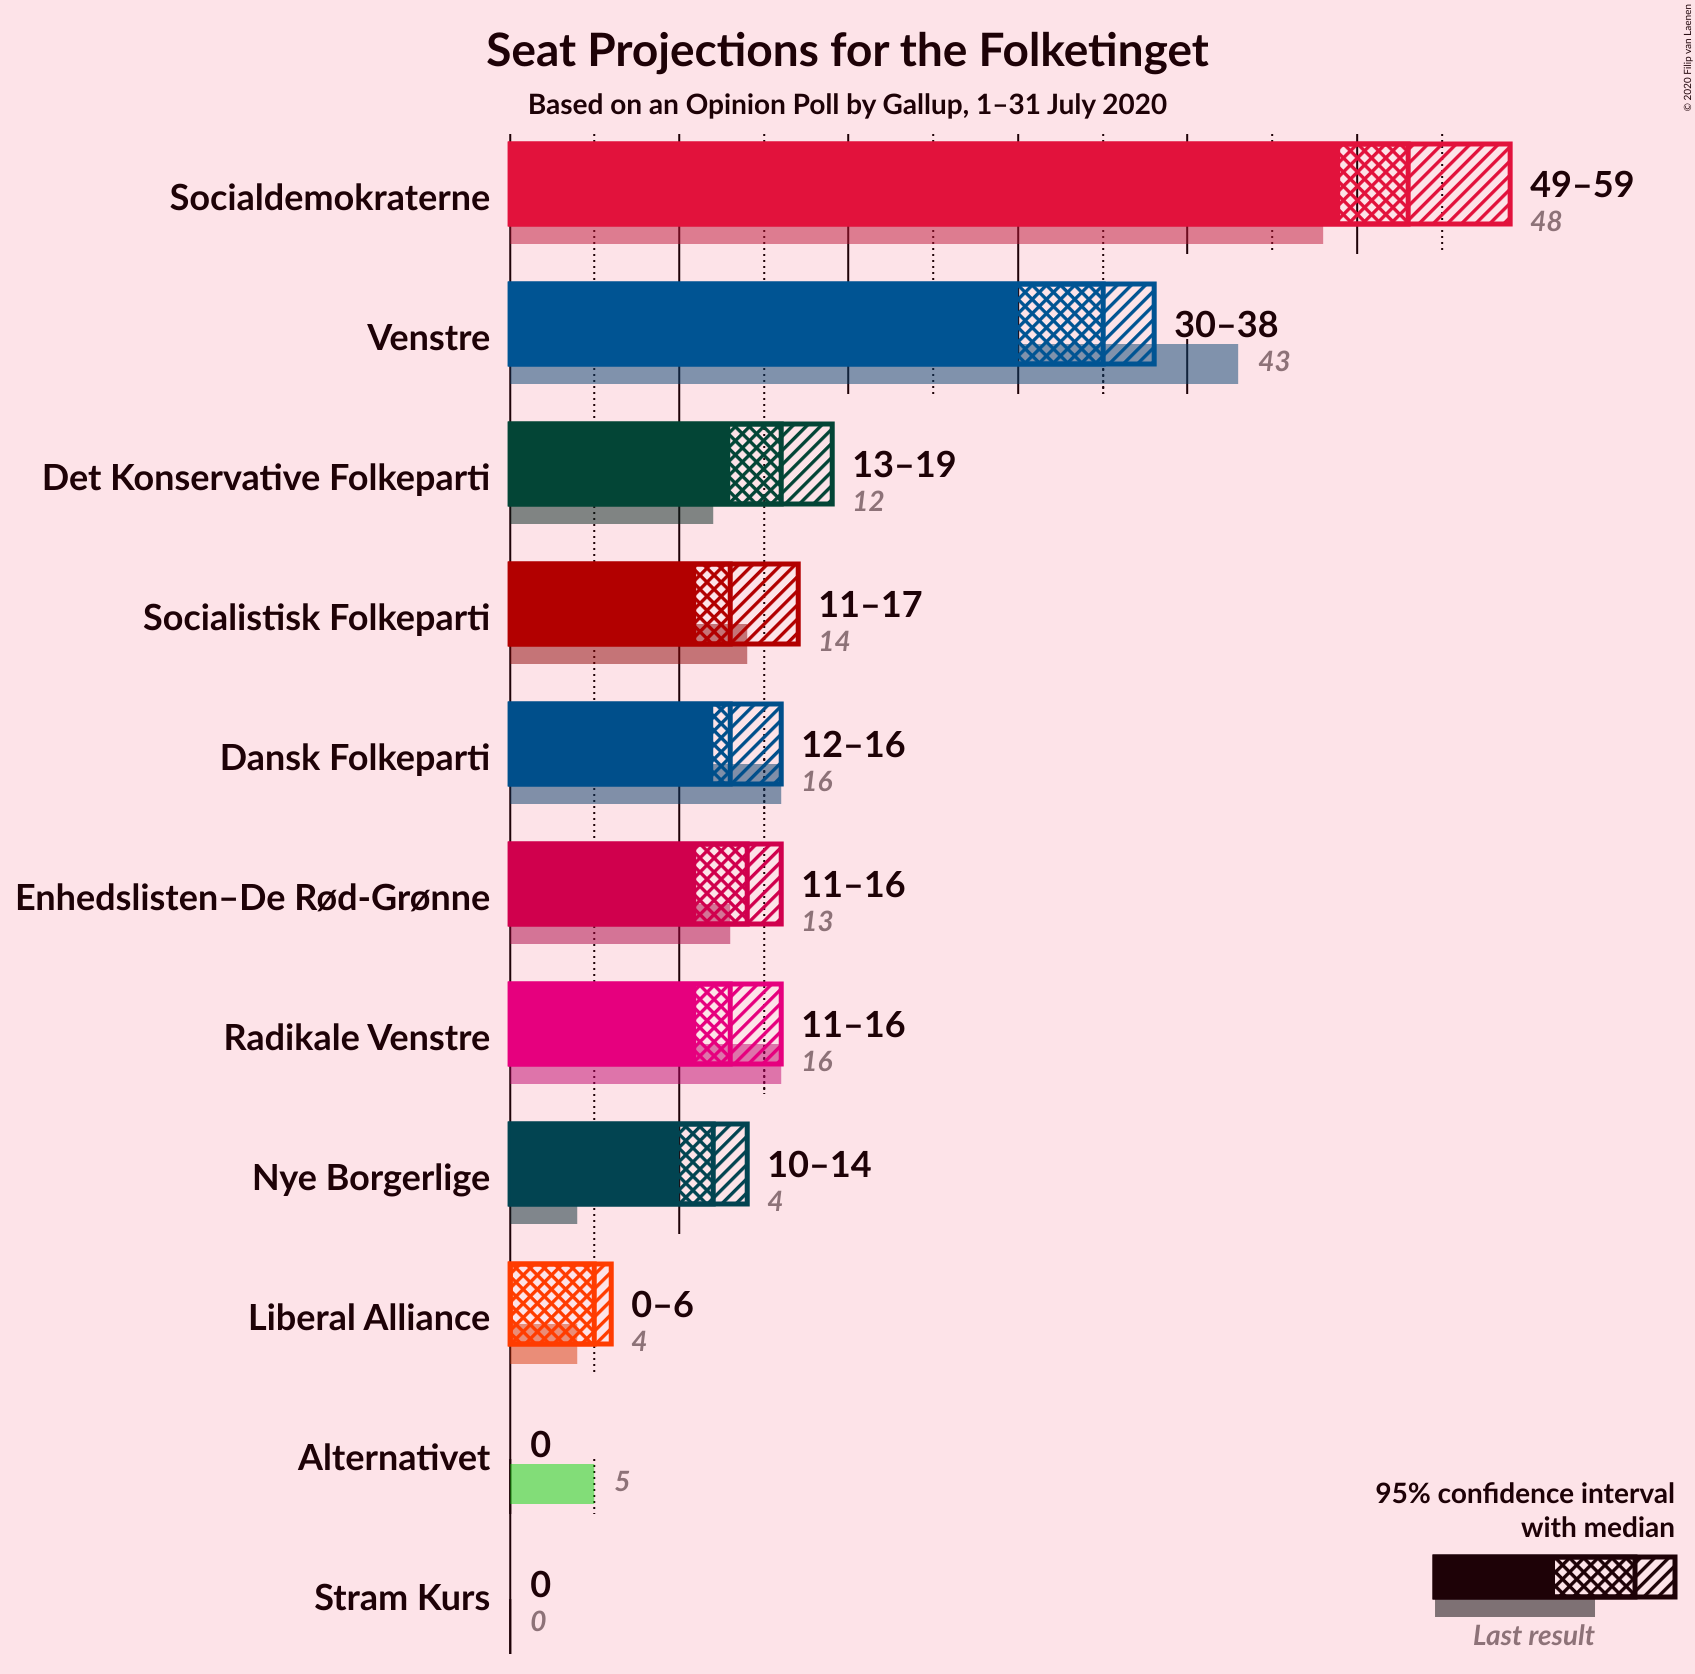 Seat Projections for the Folketinget
Based on an Opinion Poll by Gallup, 1–31 July 2020
© 2020 Filip van Laenen
Socialdemokraterne
49–59
48
Venstre
30–38
43
Det Konservative Folkeparti
13–19
12
Socialistisk Folkeparti
11–17
14
Dansk Folkeparti
12–16
16
Enhedslisten–De Rød-Grønne
11–16
13
Radikale Venstre
11–16
16
Nye Borgerlige
10–14
4
Liberal Alliance
0–6
4
Alternativet
0
5
Stram Kurs
0
0
95% confidence interval
with median
Last result